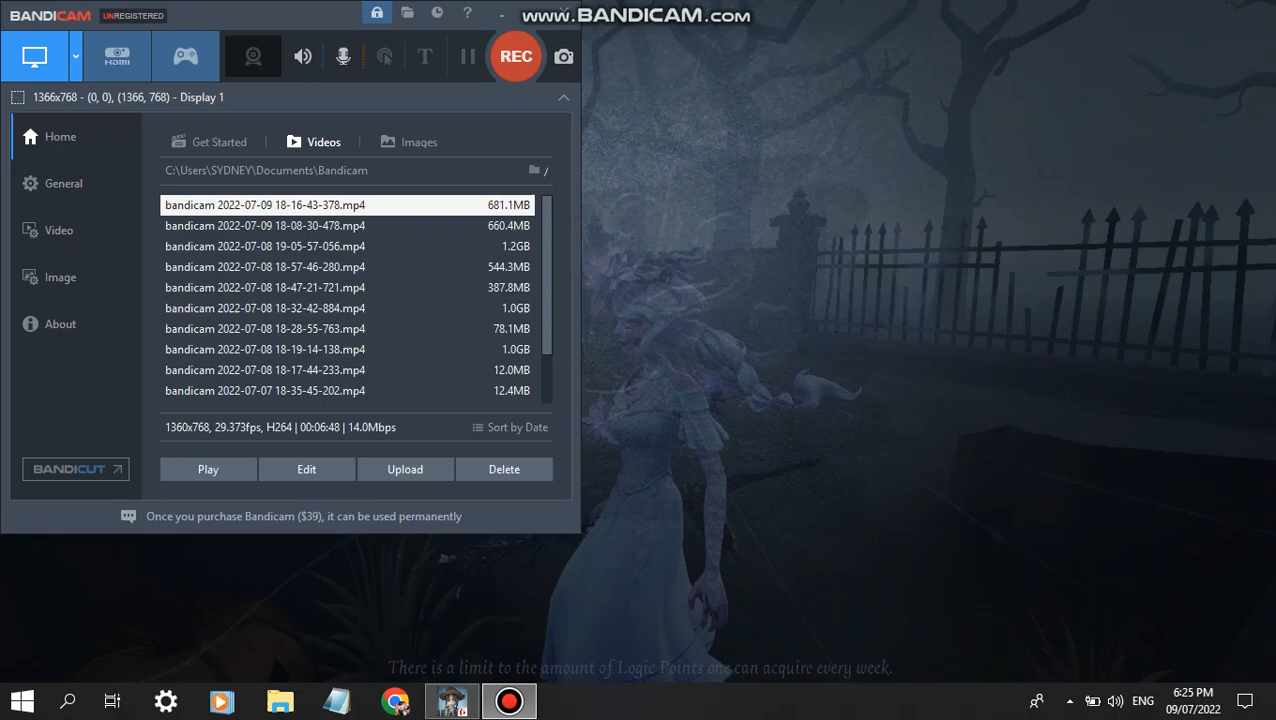 BANDICAM UNREGISTERED
www.BANDICAM.com
HDMI
T
REC
1366x768 - (0, 0), (1366, 768) - Display 1
Home
General
Video
Image
About
Get Started
Videos
Images
C:\Users\SYDNEY\Documents\Bandicam
/
bandicam 2022-07-09 18-16-43-378.mp4 681.1MB
bandicam 2022-07-09 18-08-30-478.mp4 660.4MB
bandicam 2022-07-08 19-05-57-056.mp4 1.2GB
bandicam 2022-07-08 18-57-46-280.mp4 544.3MB
bandicam 2022-07-08 18-47-21-721.mp4 387.8MB
bandicam 2022-07-08 18-32-42-884.mp4 1.0GB
bandicam 2022-07-08 18-28-55-763.mp4 78.1MB
bandicam 2022-07-08 18-19-14-138.mp4 1.0GB
bandicam 2022-07-08 18-17-44-233.mp4 12.0MB
bandicam 2022-07-07 18-35-45-202.mp4 12.4MB
1360x768, 29.373fps, H264 | 00:06:48 | 14.0Mbps
Sort by Date
BANDICUT
Play
Edit
Upload
Delete
Once you purchase Bandicam ($39), it can be used permanently
There is a limit to the amount of Logic Points one can acquire every week.
ENG
6:25 PM
09/07/2022